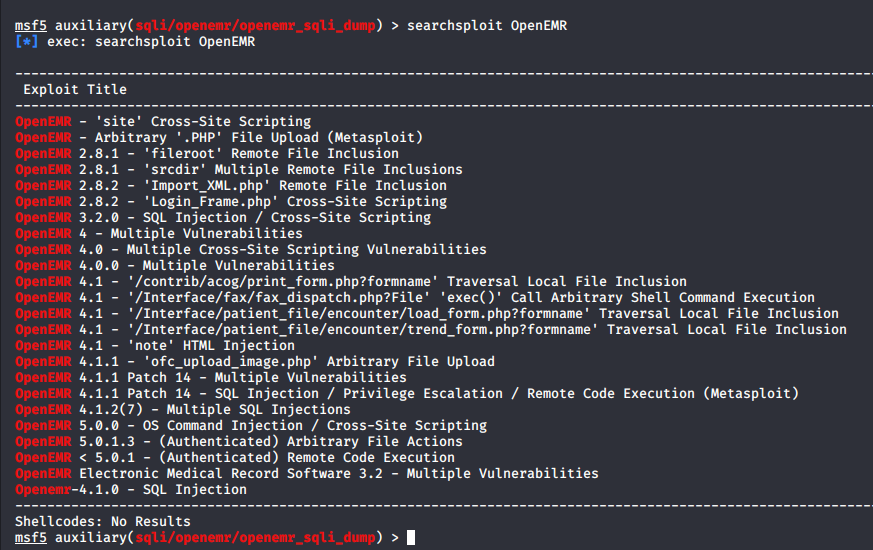 msf5 auxiliary(sqli/openemr/openemr_sqli_dump) > searchsploit OpenEMR
[*] exec: searchsploit OpenEMR
Exploit Title
OpenEMR - 'site' Cross-Site Scripting
OpenEMR - Arbitrary '.PHP' File Upload (Metasploit)
OpenEMR 2.8.1 - 'fileroot' Remote File Inclusion
OpenEMR 2.8.1 - 'srcdir' Multiple Remote File Inclusions
OpenEMR 2.8.2 - 'Import_XML.php' Remote File Inclusion
OpenEMR 2.8.2 - 'Login_Frame.php' Cross-Site Scripting
OpenEMR 3.2.0 - SQL Injection / Cross-Site Scripting
OpenEMR 4 - Multiple Vulnerabilities
OpenEMR 4.0 - Multiple Cross-Site Scripting Vulnerabilities
OpenEMR 4.0.0 - Multiple Vulnerabilities
OpenEMR 4.1 - '/contrib/acog/print_form.php?formname' Traversal Local File Inclusion
OpenEMR 4.1 - '/Interface/fax/fax_dispatch.php?File' 'exec()' Call Arbitrary Shell Command Execution
OpenEMR 4.1 - '/Interface/patient_file/encounter/load_form.php?formname' Traversal Local File Inclusion
OpenEMR 4.1 - '/Interface/patient_file/encounter/trend_form.php?formname' Traversal Local File Inclusion
OpenEMR 4.1 - 'note' HTML Injection
OpenEMR 4.1.1 - 'ofc_upload_image.php' Arbitrary File Upload
OpenEMR 4.1.1 Patch 14 - Multiple Vulnerabilities
OpenEMR 4.1.1 Patch 14 - SQL Injection / Privilege Escalation / Remote Code Execution (Metasploit)
OpenEMR 4.1.2(7) - Multiple SQL Injections
OpenEMR 5.0.0 - OS Command Injection / Cross-Site Scripting
OpenEMR 5.0.1.3 - (Authenticated) Arbitrary File Actions
OpenEMR < 5.0.1 - (Authenticated) Remote Code Execution
OpenEMR Electronic Medical Record Software 3.2 - Multiple Vulnerabilities
Openemr-4.1.0 - SQL Injection
Shellcodes: No Results
msf5 auxiliary(sqli/openemr/openemr_sqli_dump) >